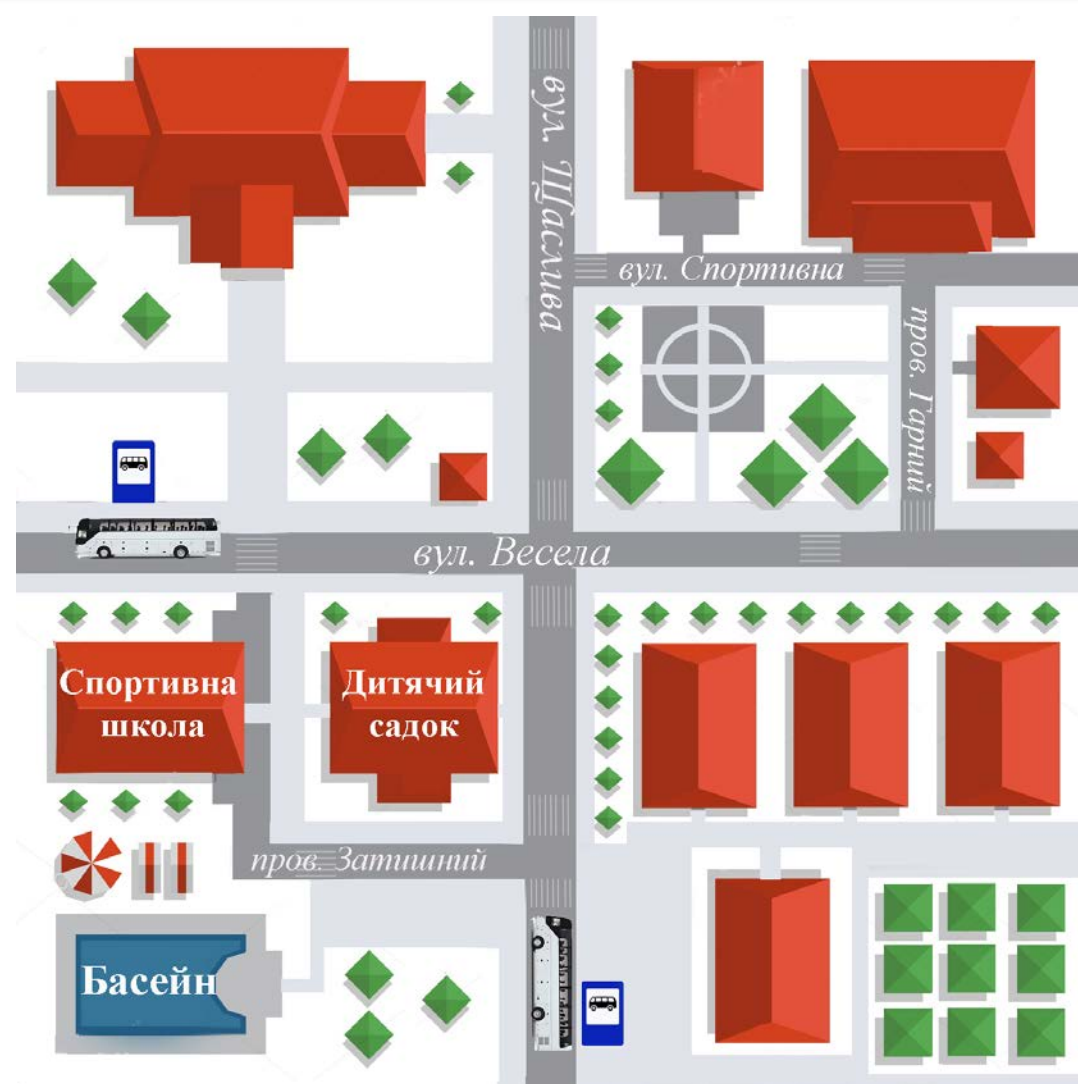 вул. Щаслива
вул. Спортивна
пров. Гарний
вул. Весела
Спортивна
школа
Дитячий
садок
пров. Затишний
Басейн